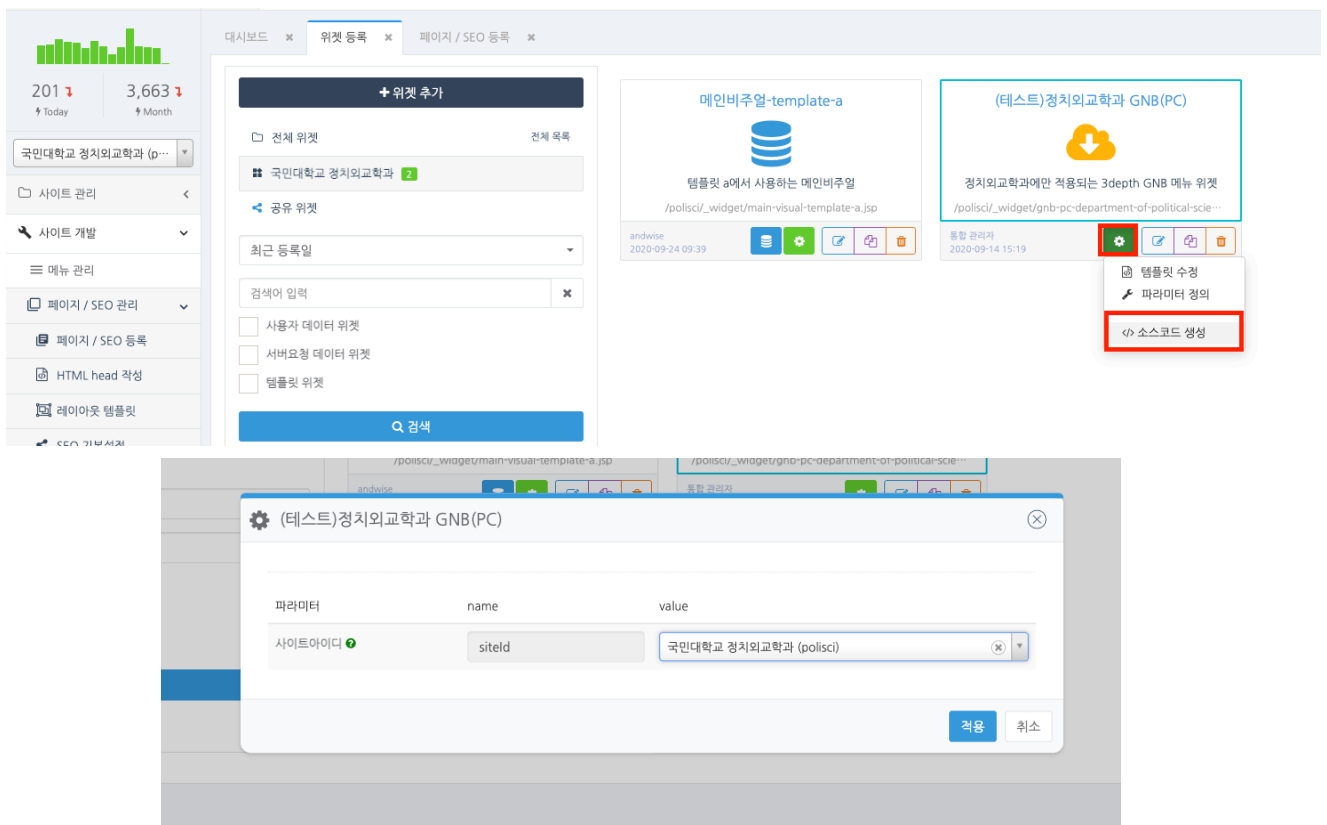 대시보드 ✖ 위젯 등록 ✖ 페이지 / SEO 등록 ✖
201 3,663
Today Month
국민대학교 정치외교학과 (p···
사이트 관리
사이트 개발
메뉴 관리
페이지 / SEO 관리
페이지 / SEO 등록
HTML head 작성
레이아웃 템플릿
SEO 기본설정
+ 위젯 추가
전체 위젯 전체 목록
국민대학교 정치외교학과 2
공유 위젯
최근 등록일
검색어 입력
사용자 데이터 위젯
서버요청 데이터 위젯
템플릿 위젯
검색
메인비주얼-template-a
템플릿 a에서 사용하는 메인비주얼
/polisci/_widget/main-visual-template-a.jsp
andwise
2020-09-24 09:39
(테스트)정치외교학과 GNB(PC)
정치외교학과에만 적용되는 3depth GNB 메뉴 위젯
/polisci/_widget/gnb-pc-department-of-political-scie···
통합 관리자
2020-09-14 15:19
템플릿 수정
파라미터 정의
</> 소스코드 생성
/polisci/_widget/main-visual-template-a.jsp /polisci/_widget/gnb-pc-department-of-political-scie···
andwise 통합 관리자
(테스트)정치외교학과 GNB(PC)
파라미터 name value
사이트아이디 siteId 국민대학교 정치외교학과 (polisci)
적용 취소